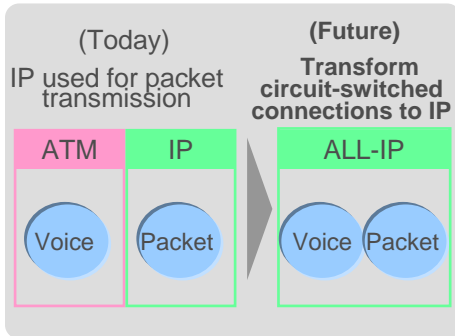 (Today)
IP used for packet
transmission
ATM
IP
Voice
Packet
(Future)
Transform
circuit-switched
connections to IP
ALL-IP
Voice
Packet